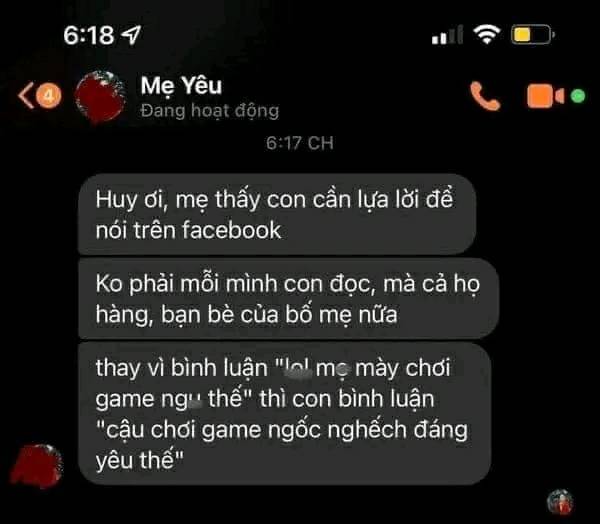 6:18
4
Mẹ Yêu
Đang hoạt động
6:17 CH
Huy ơi, mẹ thấy con cần lựa lời để
nói trên facebook
Ko phải mỗi mình con đọc, mà cả họ
hàng, bạn bè của bố mẹ nữa
thay vì bình luận "lol mẹ mày chơi
game ngu thế" thì con bình luận
"cậu chơi game ngốc nghếch đáng
yêu thế"